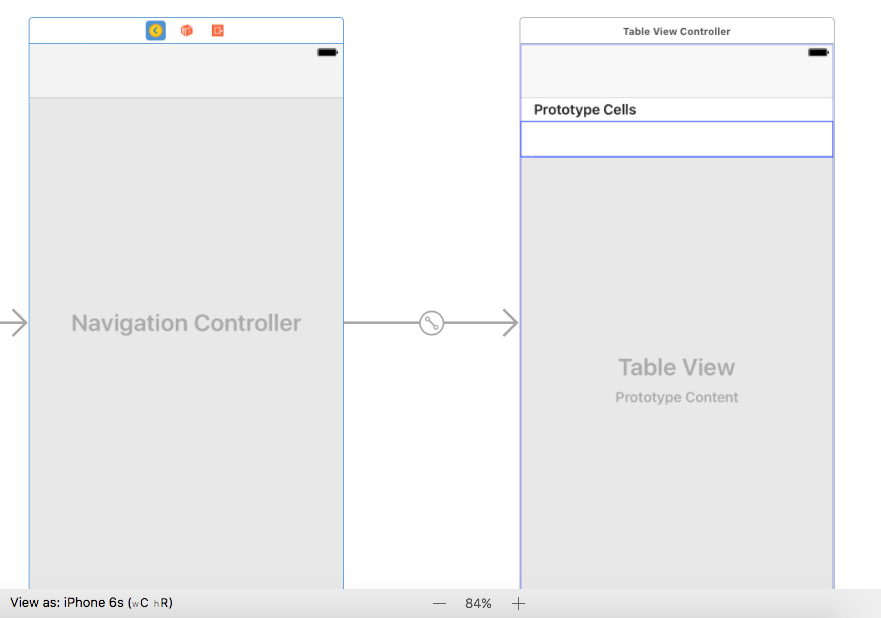 Table View Controller
Prototype Cells
Navigation Controller
Table View
Prototype Content
View as: iPhone 6s (wC hR)
84%